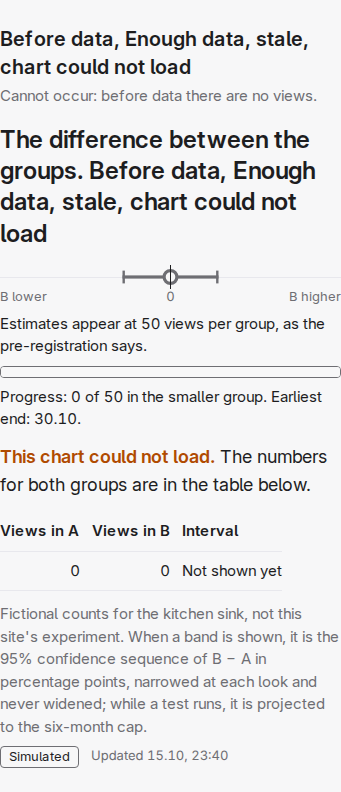 Before data, Enough data, stale,
chart could not load
Cannot occur: before data there are no views.
The difference between the
groups. Before data, Enough
data, stale, chart could not
load
B lower 0 B higher
Estimates appear at 50 views per group, as the
pre-registration says.
Progress: 0 of 50 in the smaller group. Earliest
end: 30.10.
This chart could not load. The numbers
for both groups are in the table below.
Views in A Views in B Interval
0 0 Not shown yet
Fictional counts for the kitchen sink, not this
site's experiment. When a band is shown, it is the
95% confidence sequence of B − A in
percentage points, narrowed at each look and
never widened; while a test runs, it is projected
to the six-month cap.
Simulated Updated 15.10, 23:40